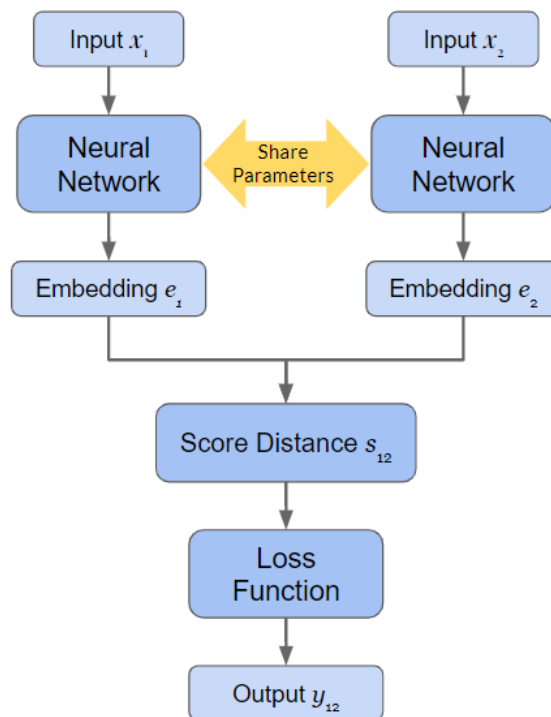 Input x₁
Input x₂
Neural
Network
Share
Parameters
Neural
Network
Embedding e₁
Embedding e₂
Score Distance s₁₂
Loss
Function
Output y₁₂